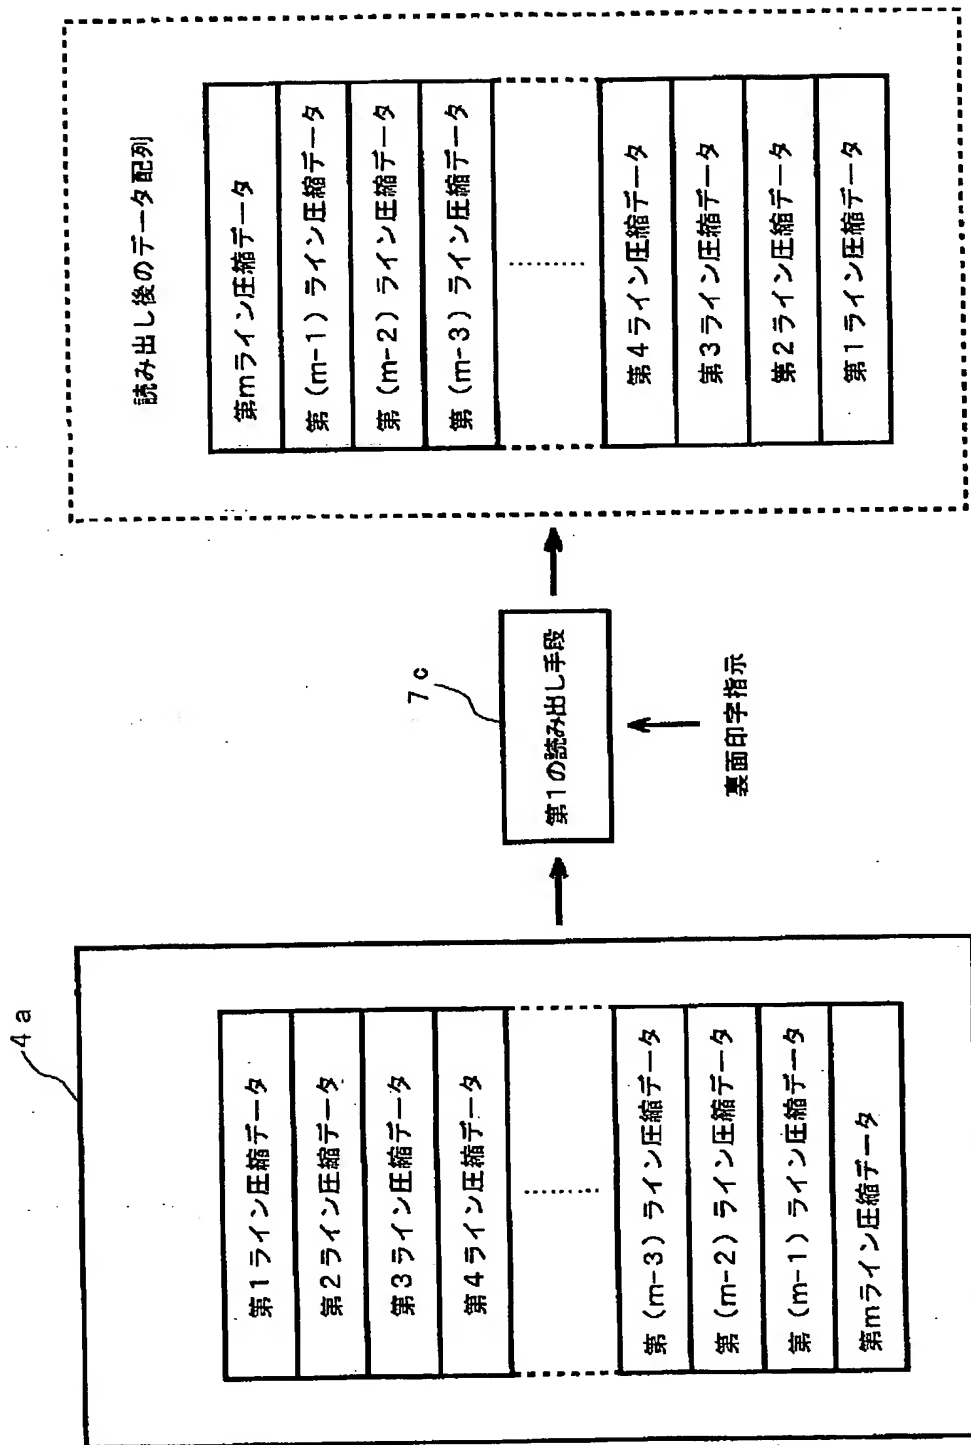 4a
第1ライン圧縮データ
第2ライン圧縮データ
第3ライン圧縮データ
第4ライン圧縮データ
第(m-3)ライン圧縮データ
第(m-2)ライン圧縮データ
第(m-1)ライン圧縮データ
第mライン圧縮データ
7c
第1の読み出し手段
裏面印字指示
読み出し後のデータ配列
第mライン圧縮データ
第(m-1)ライン圧縮データ
第(m-2)ライン圧縮データ
第(m-3)ライン圧縮データ
第4ライン圧縮データ
第3ライン圧縮データ
第2ライン圧縮データ
第1ライン圧縮データ